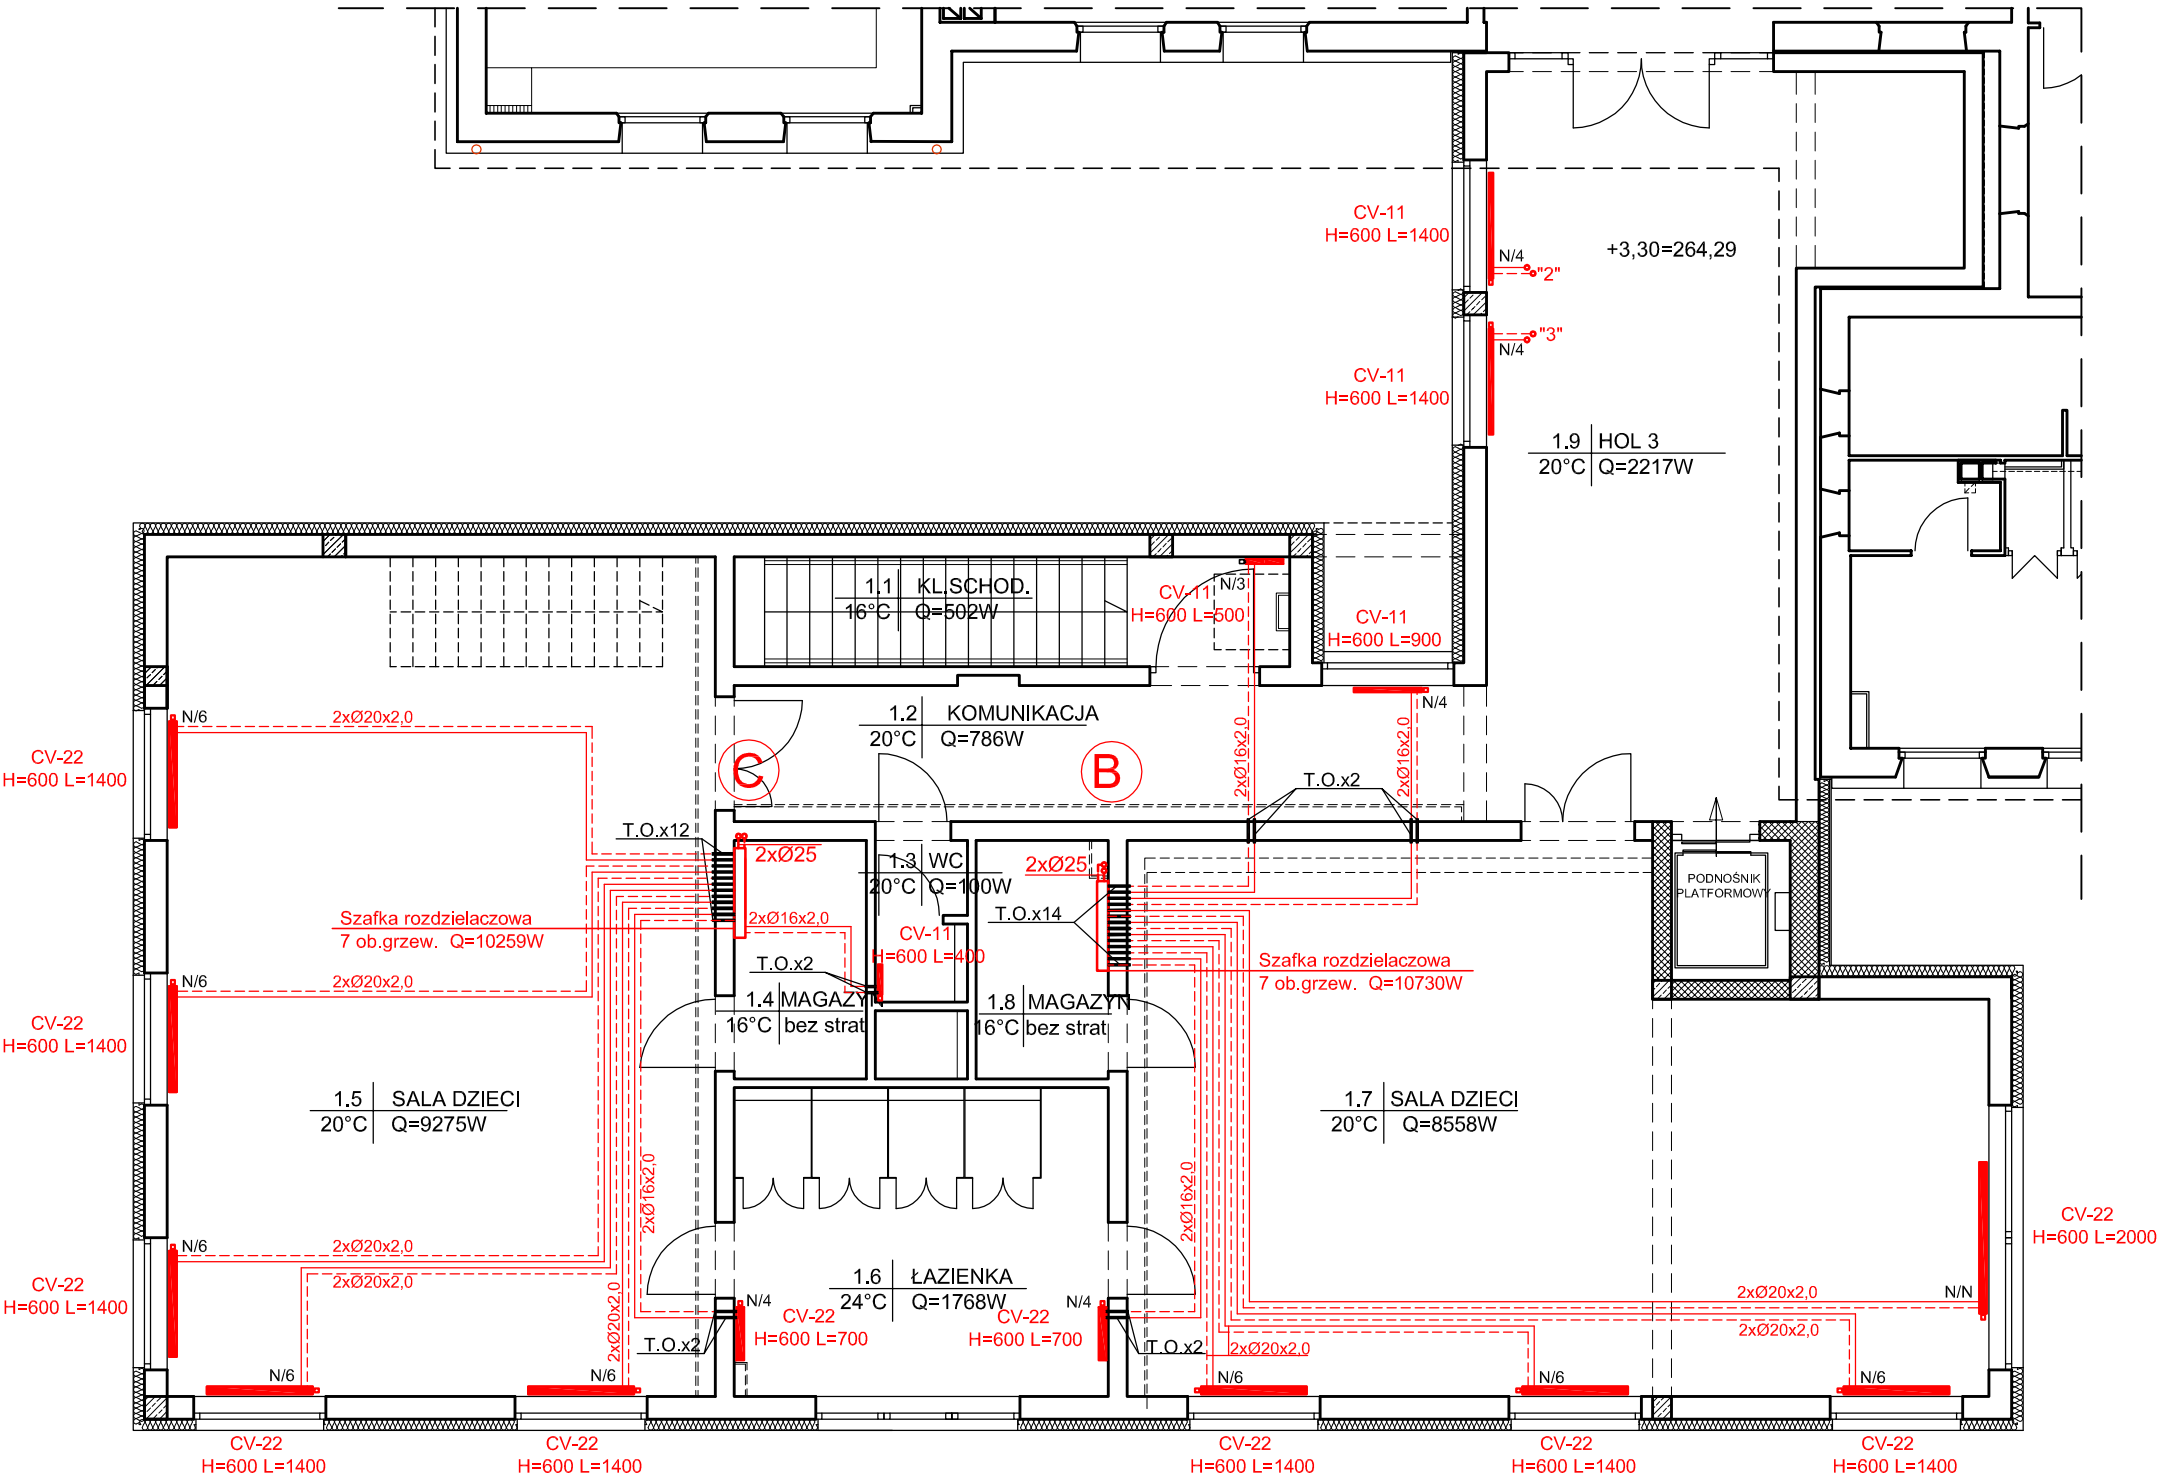 CV-11
H=600 L=1400
N/4
"2"
+3,30=264,29
"3"
N/4
CV-11
H=600 L=1400
1.9 HOL 3
20°C Q=2217W
1.1 KL.SCHOD.
16°C Q=502W
CV-11
H=600 L=500
N/3
CV-11
H=600 L=900
N/4
1.2 KOMUNIKACJA
20°C Q=786W
C
B
2xØ16x2,0
2xØ16x2,0
T.O.x2
N/6
2xØ20x2,0
CV-22
H=600 L=1400
T.O.x12
2xØ25
1.3 WC
20°C Q=100W
2xØ25
PODNOŚNIK
PLATFORMOWY
Szafka rozdzielaczowa
7 ob.grzew. Q=10259W
2xØ16x2,0
T.O.x14
CV-11
H=600 L=400
T.O.x2
Szafka rozdzielaczowa
7 ob.grzew. Q=10730W
N/6
2xØ20x2,0
1.4 MAGAZYN
16°C bez strat
1.8 MAGAZYN
16°C bez strat
CV-22
H=600 L=1400
1.5 SALA DZIECI
20°C Q=9275W
1.7 SALA DZIECI
20°C Q=8558W
2xØ16x2,0
2xØ16x2,0
CV-22
H=600 L=2000
N/6
2xØ20x2,0
2xØ20x2,0
CV-22
H=600 L=1400
1.6 ŁAZIENKA
24°C Q=1768W
2xØ20x2,0
N/4
CV-22
H=600 L=700
N/4
CV-22
H=600 L=700
T.O.x2
T.O.x2
2xØ20x2,0
N/N
2xØ20x2,0
2xØ20x2,0
N/6
N/6
N/6
N/6
N/6
CV-22
H=600 L=1400
CV-22
H=600 L=1400
CV-22
H=600 L=1400
CV-22
H=600 L=1400
CV-22
H=600 L=1400